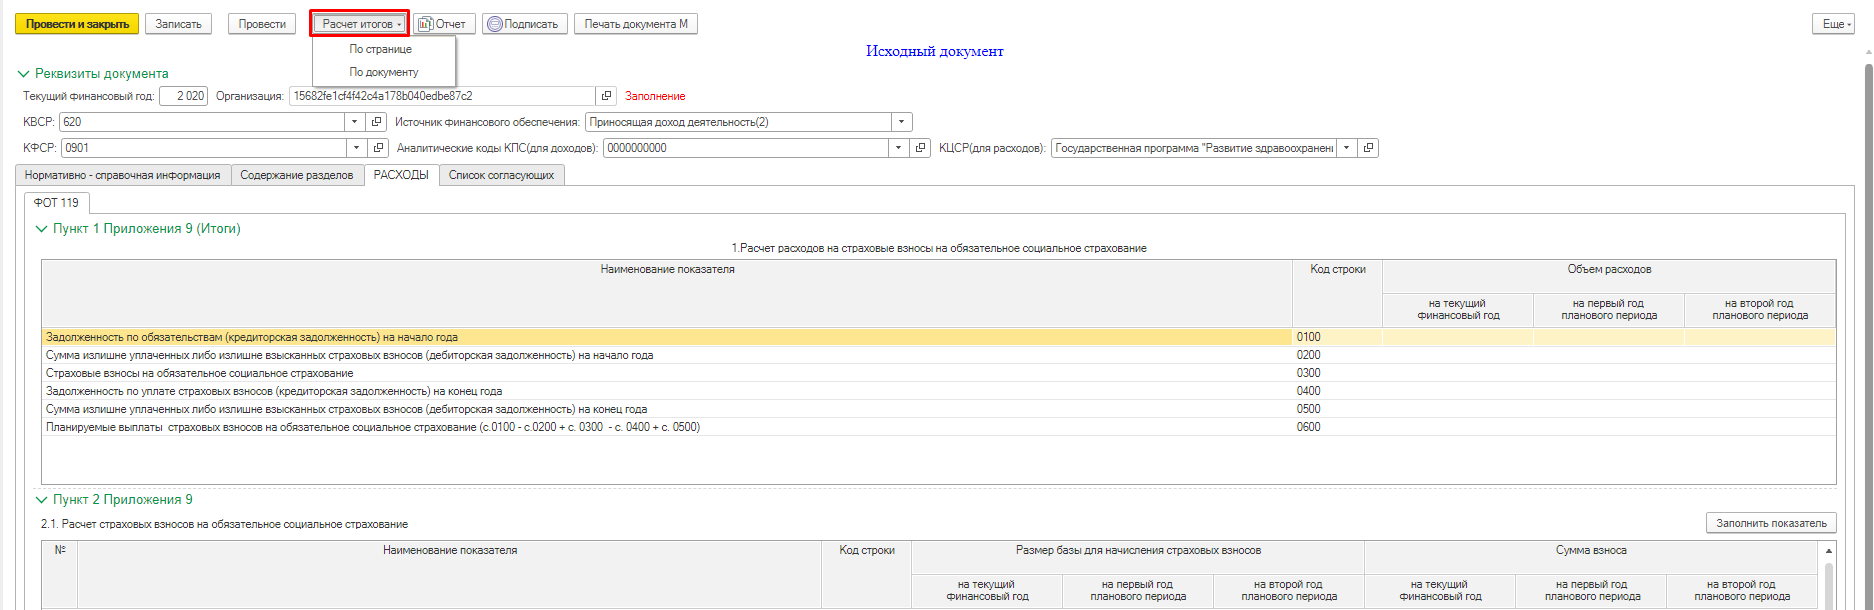 Провести и закрыть Записать Провести Расчет итогов Отчет Подписать Печать документа М Еще
По странице
По документу
Исходный документ
Реквизиты документа
Текущий финансовый год: 2 020 Организация: 15682fe1cf4f42c4a178b040edbe87c2 Заполнение
КВСР: 620 Источник финансового обеспечения: Приносящая доход деятельность(2)
КФСР: 0901 Аналитические коды КПС(для доходов): 0000000000 КЦСР(для расходов): Государственная программа "Развитие здравоохранени
Нормативно - справочная информация Содержание разделов РАСХОДЫ Список согласующих
ФОТ 119
Пункт 1 Приложения 9 (Итоги)
1.Расчет расходов на страховые взносы на обязательное социальное страхование
Наименование показателя Код строки Объем расходов
на текущий финансовый год на первый год планового периода на второй год планового периода
Задолженность по обязательствам (кредиторская задолженность) на начало года 0100
Сумма излишне уплаченных либо излишне взысканных страховых взносов (дебиторская задолженность) на начало года 0200
Страховые взносы на обязательное социальное страхование 0300
Задолженность по уплате страховых взносов (кредиторская задолженность) на конец года 0400
Сумма излишне уплаченных либо излишне взысканных страховых взносов (дебиторская задолженность) на конец года 0500
Планируемые выплаты страховых взносов на обязательное социальное страхование (с.0100 - с.0200 + с. 0300 - с. 0400 + с. 0500) 0600
Пункт 2 Приложения 9
2.1. Расчет страховых взносов на обязательное социальное страхование Заполнить показатель
№ Наименование показателя Код строки Размер базы для начисления страховых взносов Сумма взноса
на текущий финансовый год на первый год планового периода на второй год планового периода на текущий финансовый год на первый год планового периода на второй год планового периода